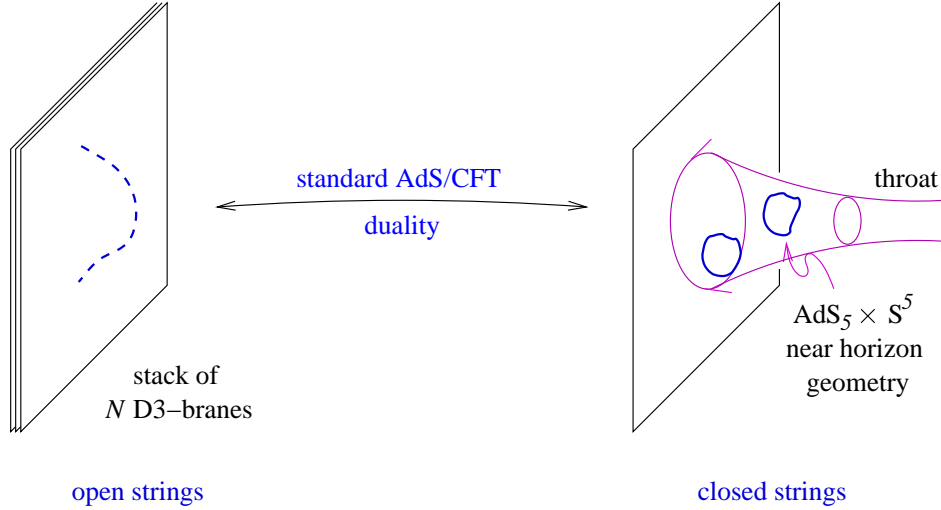 standard AdS/CFT
duality
throat
AdS₅ × S⁵
near horizon
geometry
stack of
N D3–branes
open strings
closed strings